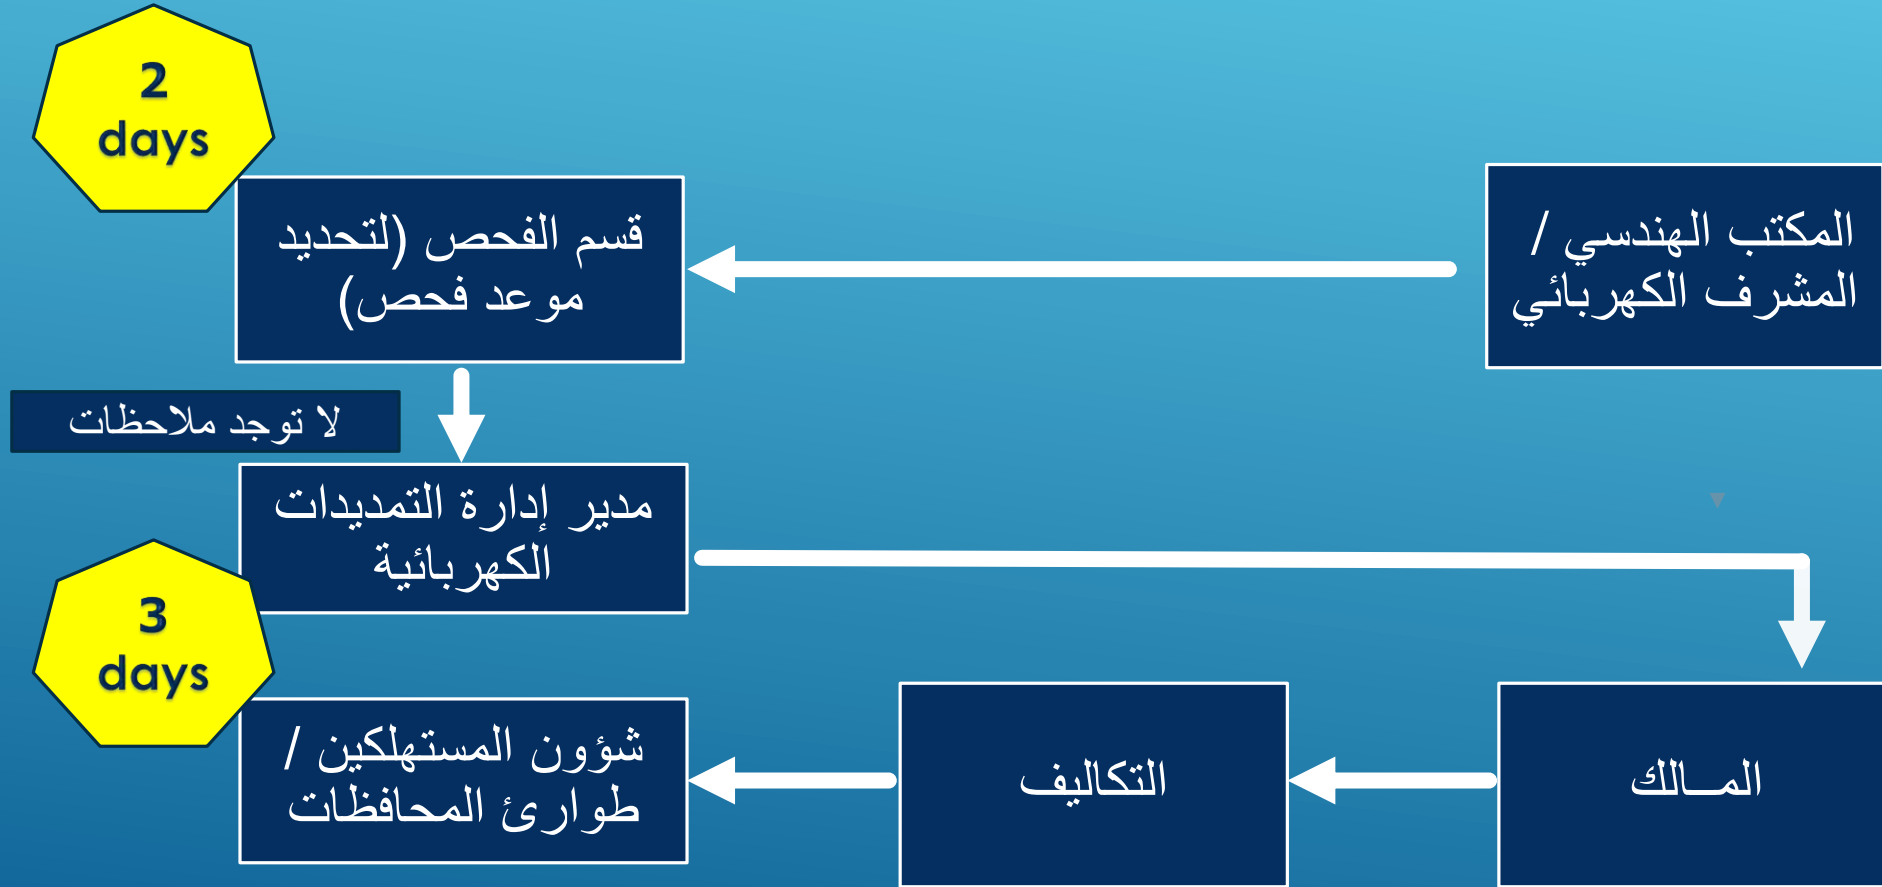 2
days
المكتب الهندسي /
المشرف الكهربائي
قسم الفحص (لتحديد
موعد فحص)
لا توجد ملاحظات
مدير إدارة التمديدات
الكهربائية
3
days
المــالك
التكاليف
شؤون المستهلكين /
طوارئ المحافظات